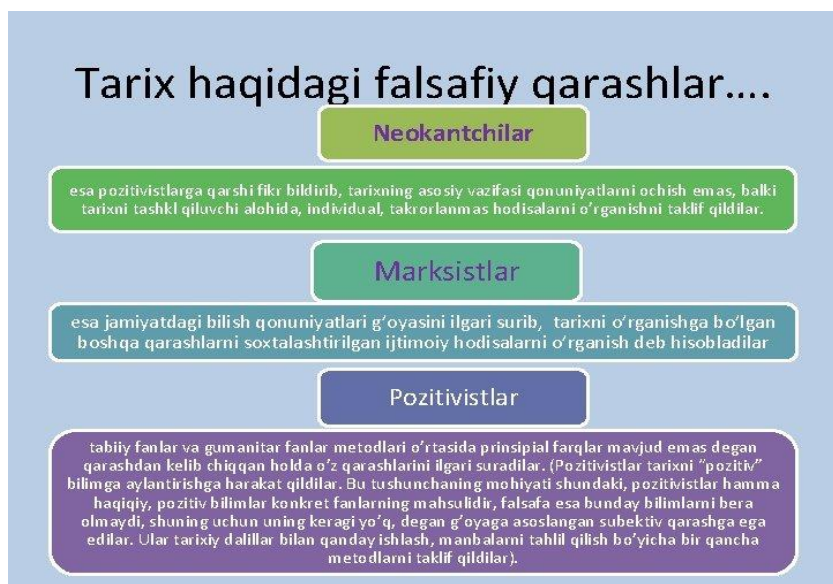 Tarix haqidagi falsafiy qarashlar....
Neokantchilar
esa pozitivistlarga qarshi fikr bildirib, tarixning asosiy vazifasi qonuniyatlarni ochish emas, balki
tarixni tashkl qiluvchi alohida, individual, takrorlanmas hodisalarni o’rganishni taklif qildilar.
Marksistlar
esa jamiyatdagi bilish qonuniyatlari g‘oyasini ilgari surib, tarixni o‘rganishga bo‘lgan
boshqa qarashlarni soxtalashtirilgan ijtimoiy hodisalarni o‘rganish deb hisobladilar
Pozitivistlar
tabiiy fanlar va gumanitar fanlar metodlari o’rtasida prinsipial farqlar mavjud emas degan
qarashdan kelib chiqqan holda o’z qarashlarini ilgari suradilar. (Pozitivistlar tarixni “pozitiv”
bilimga aylantirishga harakat qildilar. Bu tushunchaning mohiyati shundaki, pozitivistlar hamma
haqiqiy, pozitiv bilimlar konkret fanlarning mahsulidir, falsafa esa bunday bilimlarni bera
olmaydi, shuning uchun uning keragi yo’q, degan g’oyaga asoslangan subektiv qarashga ega
edilar. Ular tarixiy dalillar bilan qanday ishlash, manbalarni tahlil qilish bo’yicha bir qancha
metodlarni taklif qildilar).